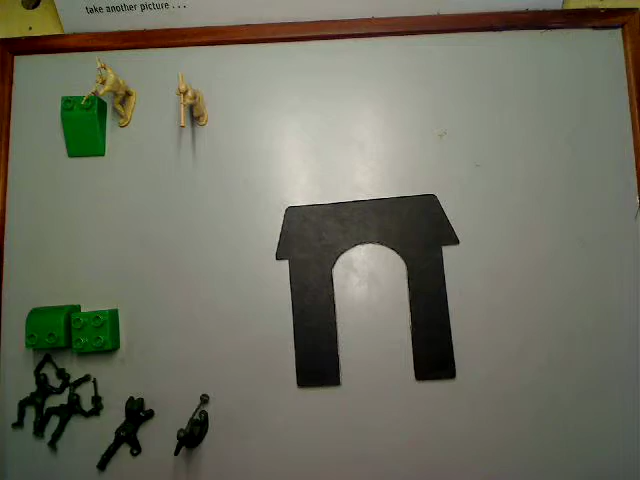 take another picture . . .